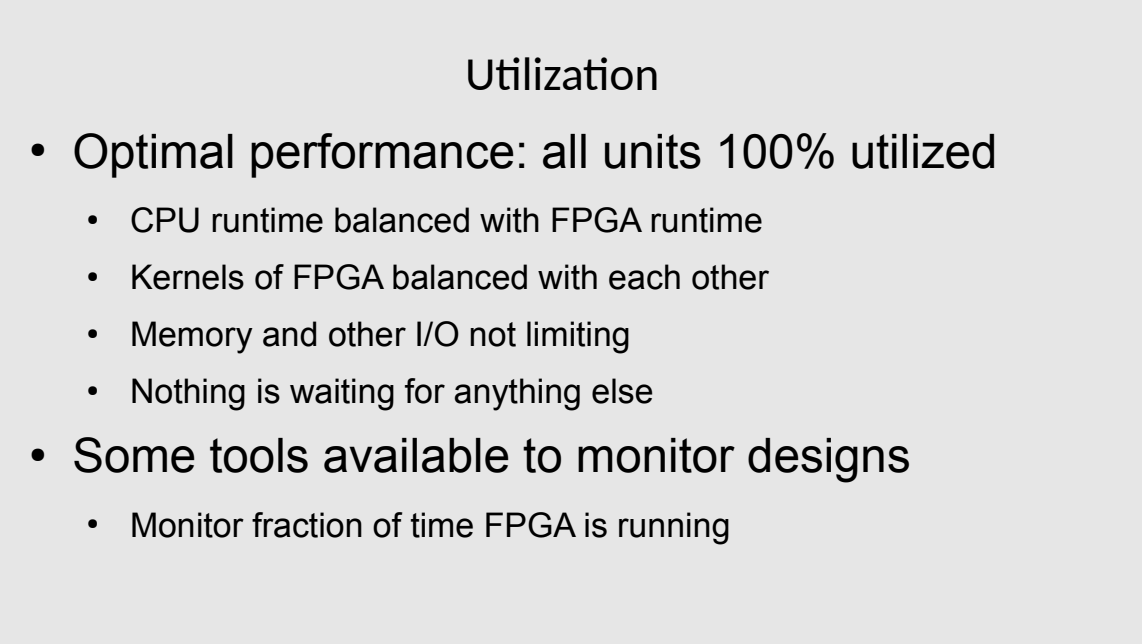 Utilization
• Optimal performance: all units 100% utilized
• CPU runtime balanced with FPGA runtime
• Kernels of FPGA balanced with each other
• Memory and other I/O not limiting
• Nothing is waiting for anything else
• Some tools available to monitor designs
• Monitor fraction of time FPGA is running